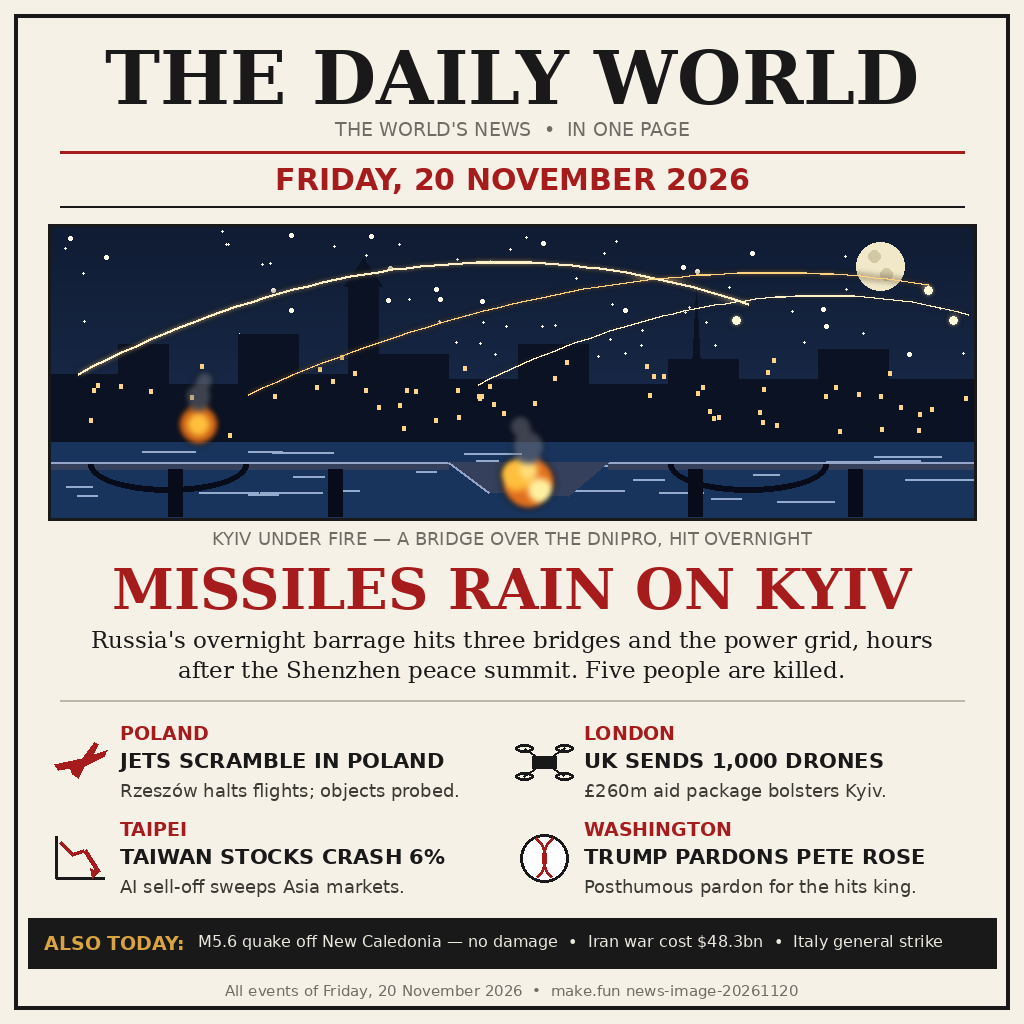 THE DAILY WORLD
THE WORLD'S NEWS • IN ONE PAGE
FRIDAY, 20 NOVEMBER 2026
KYIV UNDER FIRE — A BRIDGE OVER THE DNIPRO, HIT OVERNIGHT
MISSILES RAIN ON KYIV
Russia's overnight barrage hits three bridges and the power grid, hours
after the Shenzhen peace summit. Five people are killed.
POLAND
JETS SCRAMBLE IN POLAND
Rzeszów halts flights; objects probed.
LONDON
UK SENDS 1,000 DRONES
£260m aid package bolsters Kyiv.
TAIPEI
TAIWAN STOCKS CRASH 6%
AI sell-off sweeps Asia markets.
WASHINGTON
TRUMP PARDONS PETE ROSE
Posthumous pardon for the hits king.
ALSO TODAY: M5.6 quake off New Caledonia — no damage • Iran war cost $48.3bn • Italy general strike
All events of Friday, 20 November 2026 • make.fun news-image-20261120